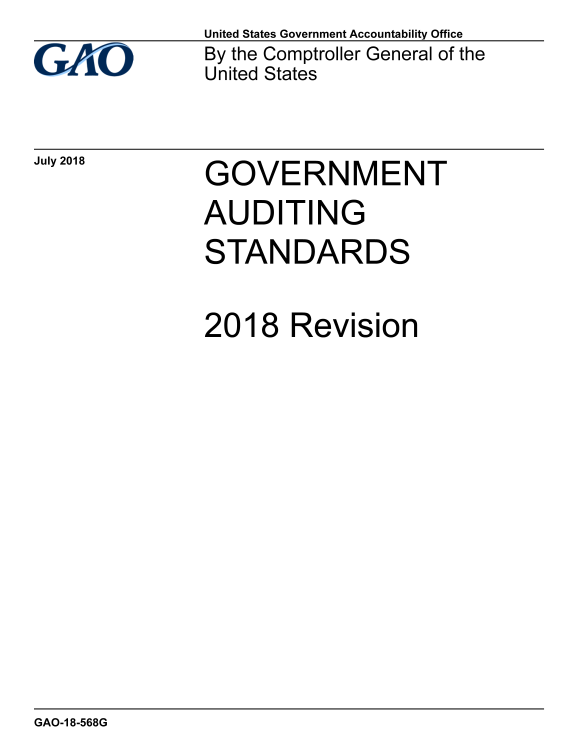 United States Government Accountability Office
GAO
By the Comptroller General of the
United States
July 2018
GOVERNMENT
AUDITING
STANDARDS
2018 Revision
GAO-18-568G